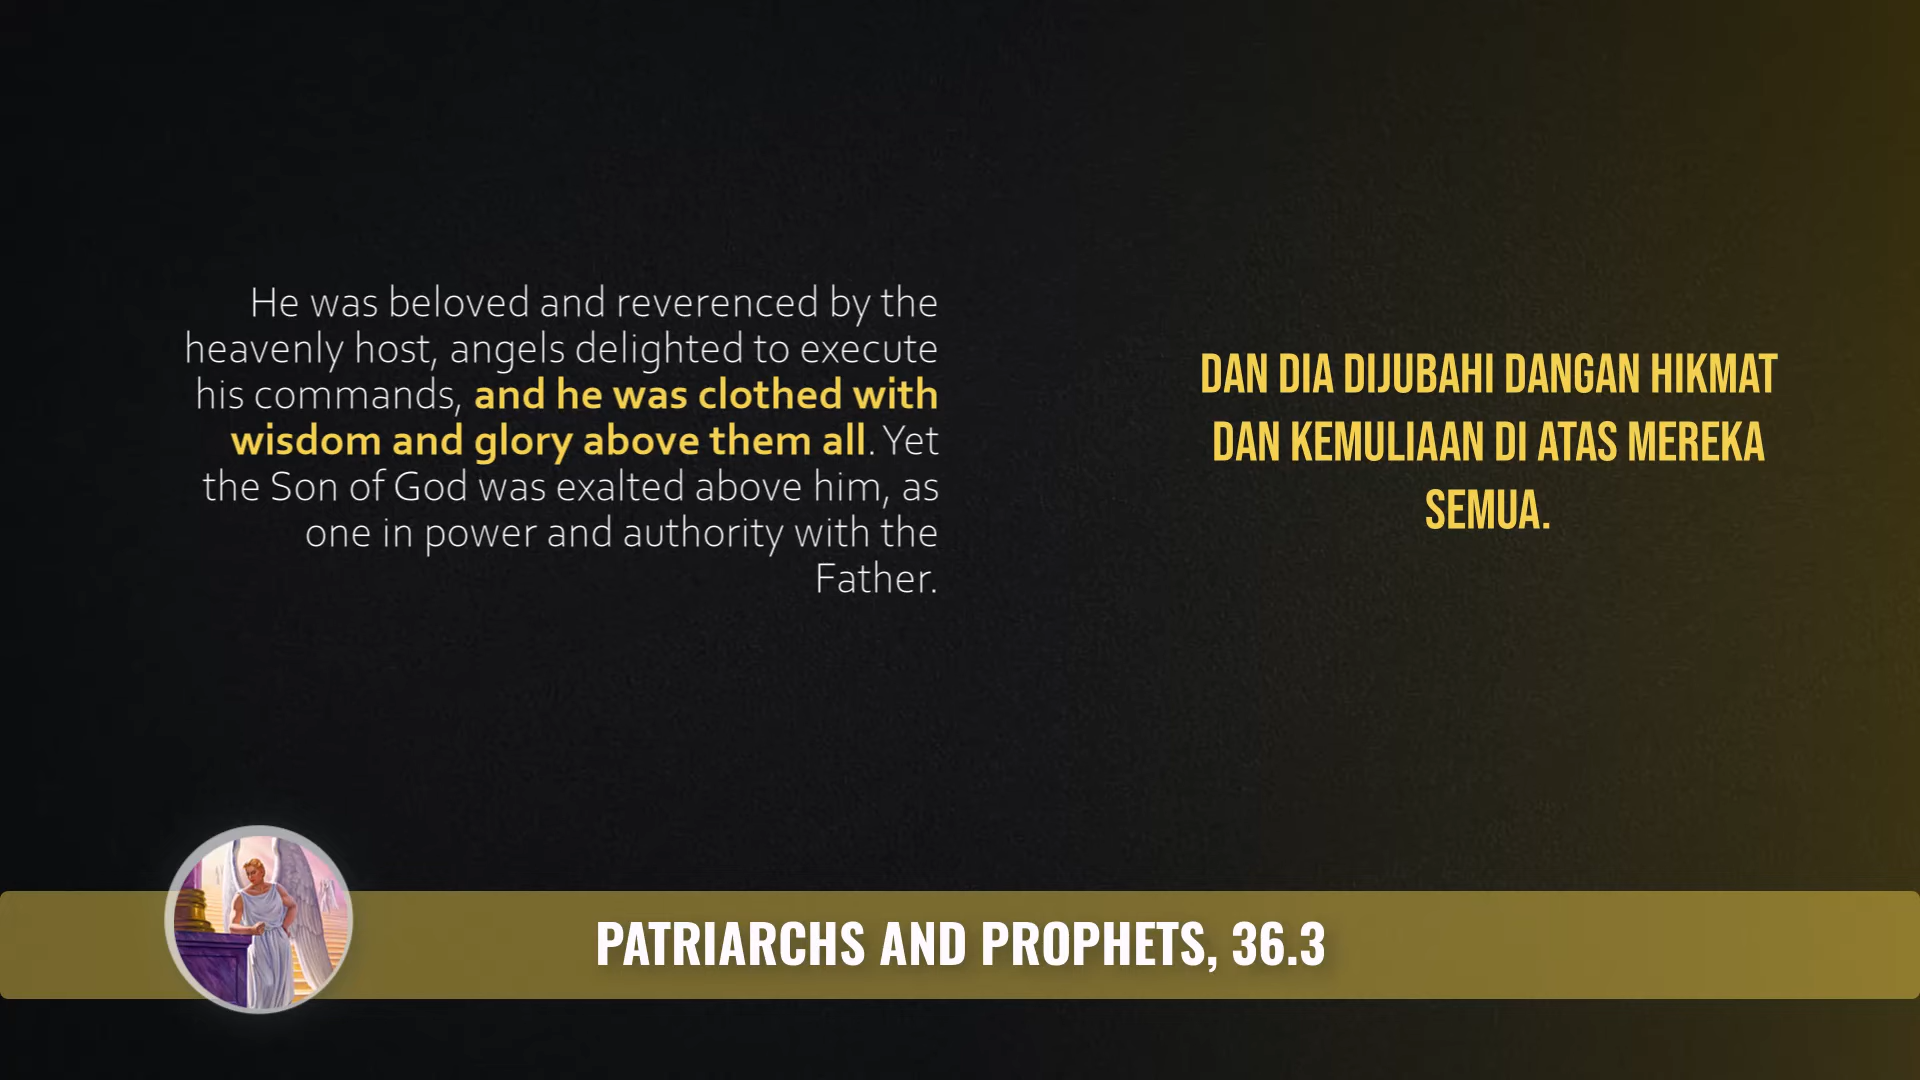 He was beloved and reverenced by the
heavenly host, angels delighted to execute
his commands, and he was clothed with
wisdom and glory above them all. Yet
the Son of God was exalted above him, as
one in power and authority with the
Father.
DAN DIA DIJUBAHI DANGAN HIKMAT
DAN KEMULIAAN DI ATAS MEREKA
SEMUA.
PATRIARCHS AND PROPHETS, 36.3